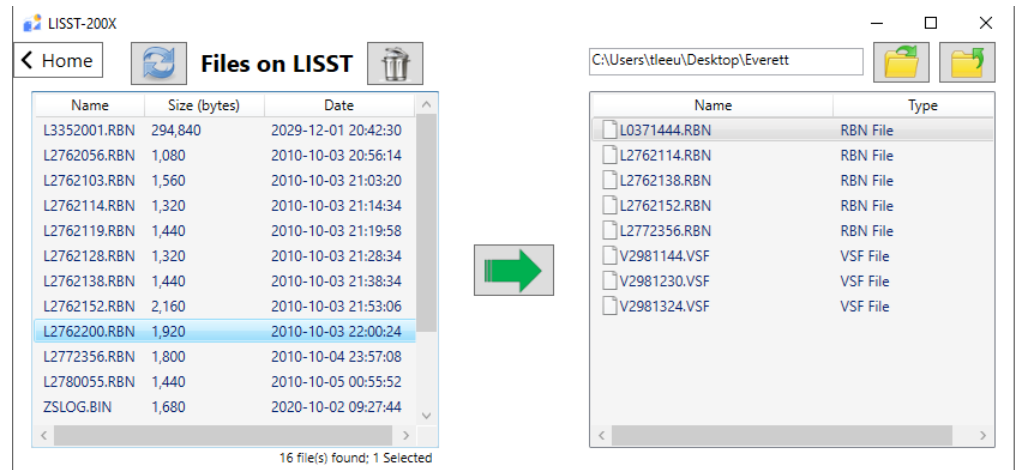 LISST-200X
Home
Files on LISST
C:\Users\tleeu\Desktop\Everett
Name Size (bytes) Date
L3352001.RBN 294,840 2029-12-01 20:42:30
L2762056.RBN 1,080 2010-10-03 20:56:14
L2762103.RBN 1,560 2010-10-03 21:03:20
L2762114.RBN 1,320 2010-10-03 21:14:34
L2762119.RBN 1,440 2010-10-03 21:19:58
L2762128.RBN 1,320 2010-10-03 21:28:34
L2762138.RBN 1,440 2010-10-03 21:38:34
L2762152.RBN 2,160 2010-10-03 21:53:06
L2762200.RBN 1,920 2010-10-03 22:00:24
L2772356.RBN 1,800 2010-10-04 23:57:08
L2780055.RBN 1,440 2010-10-05 00:55:52
ZSLOG.BIN 1,680 2020-10-02 09:27:44
16 file(s) found; 1 Selected
Name Type
L0371444.RBN RBN File
L2762114.RBN RBN File
L2762138.RBN RBN File
L2762152.RBN RBN File
L2772356.RBN RBN File
V2981144.VSF VSF File
V2981230.VSF VSF File
V2981324.VSF VSF File